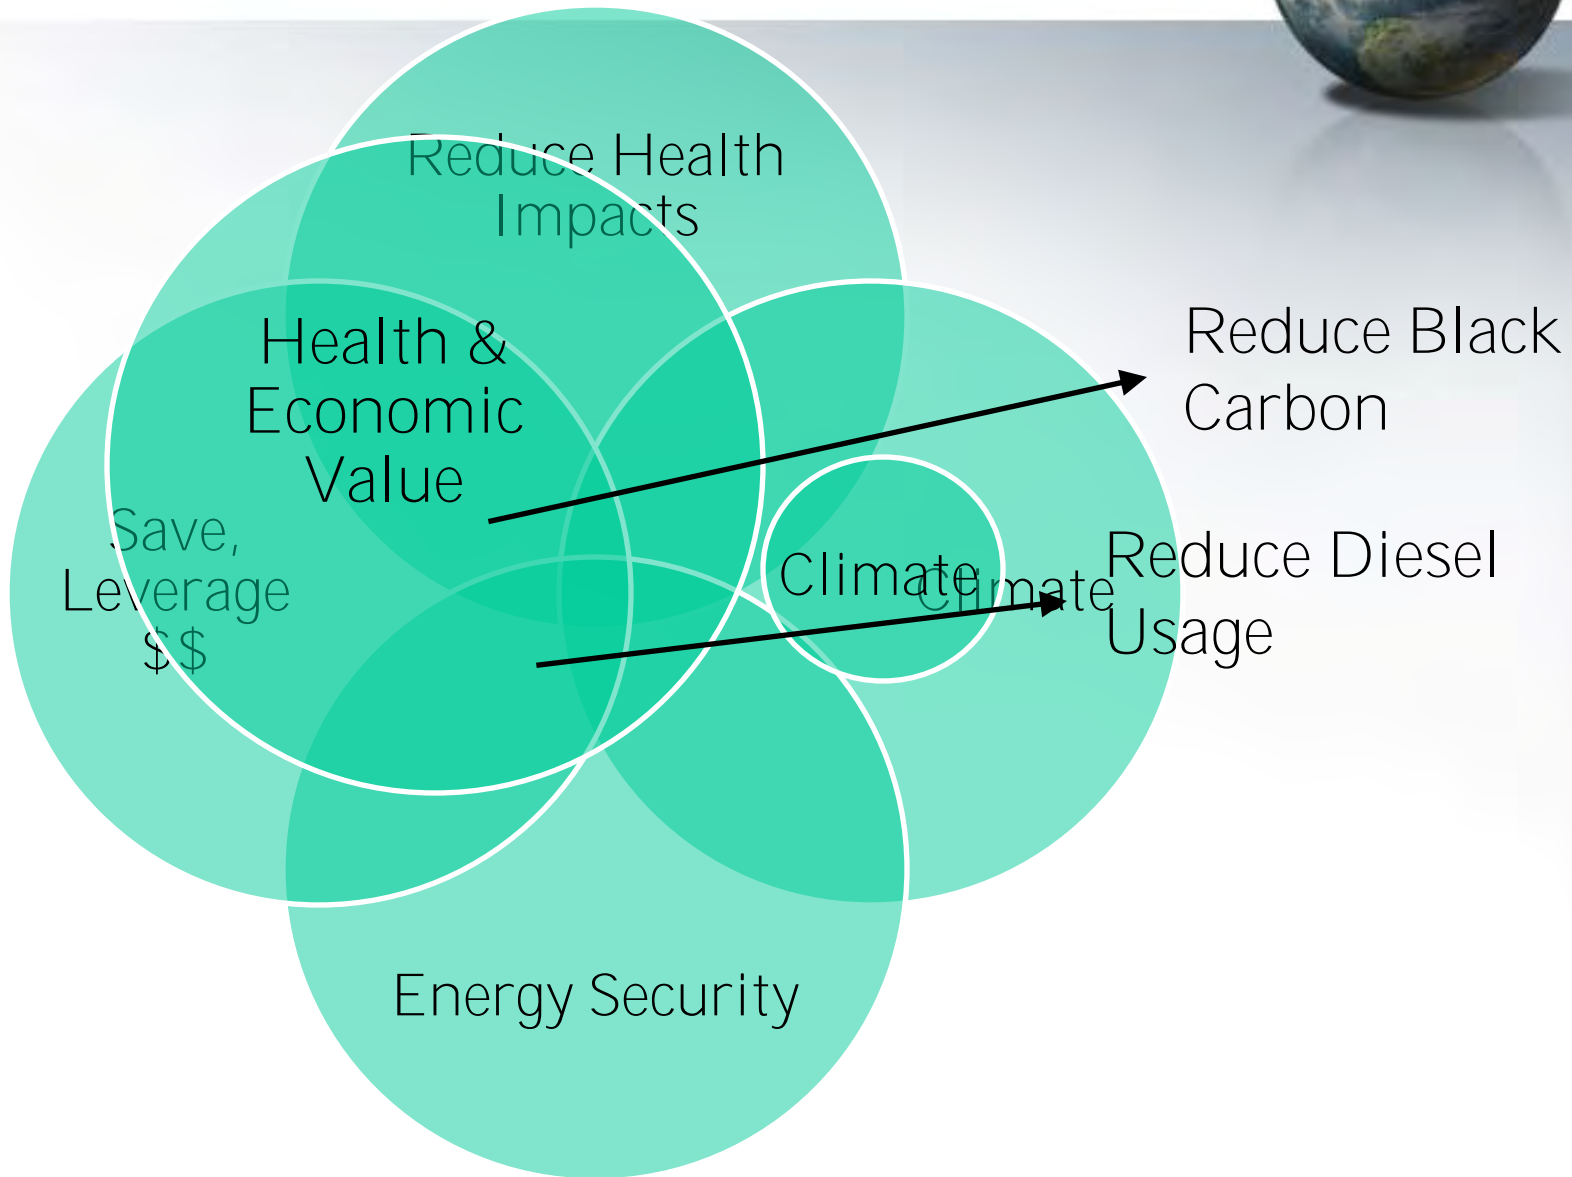 Reduce Health
Impacts
Health &
Economic
Value
Save,
Leverage
$$
Climate
Climate
Reduce Black
Carbon
Reduce Diesel
Usage
Energy Security